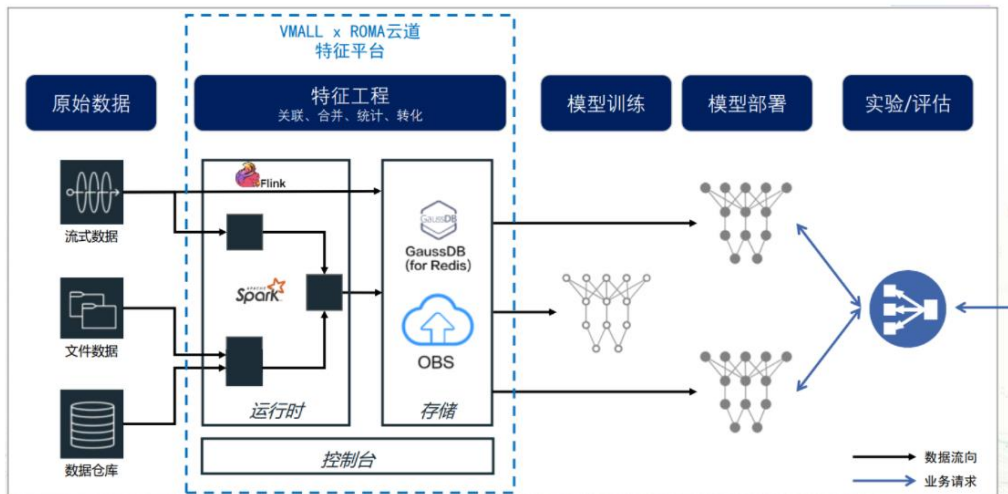 VMALL x ROMA云道
特征平台
原始数据
特征工程
关联、合并、统计、转化
模型训练
模型部署
实验/评估
Flink
流式数据
GaussDB
GaussDB
(for Redis)
APACHE
Spark
文件数据
OBS
运行时
存储
数据仓库
控制台
数据流向
业务请求